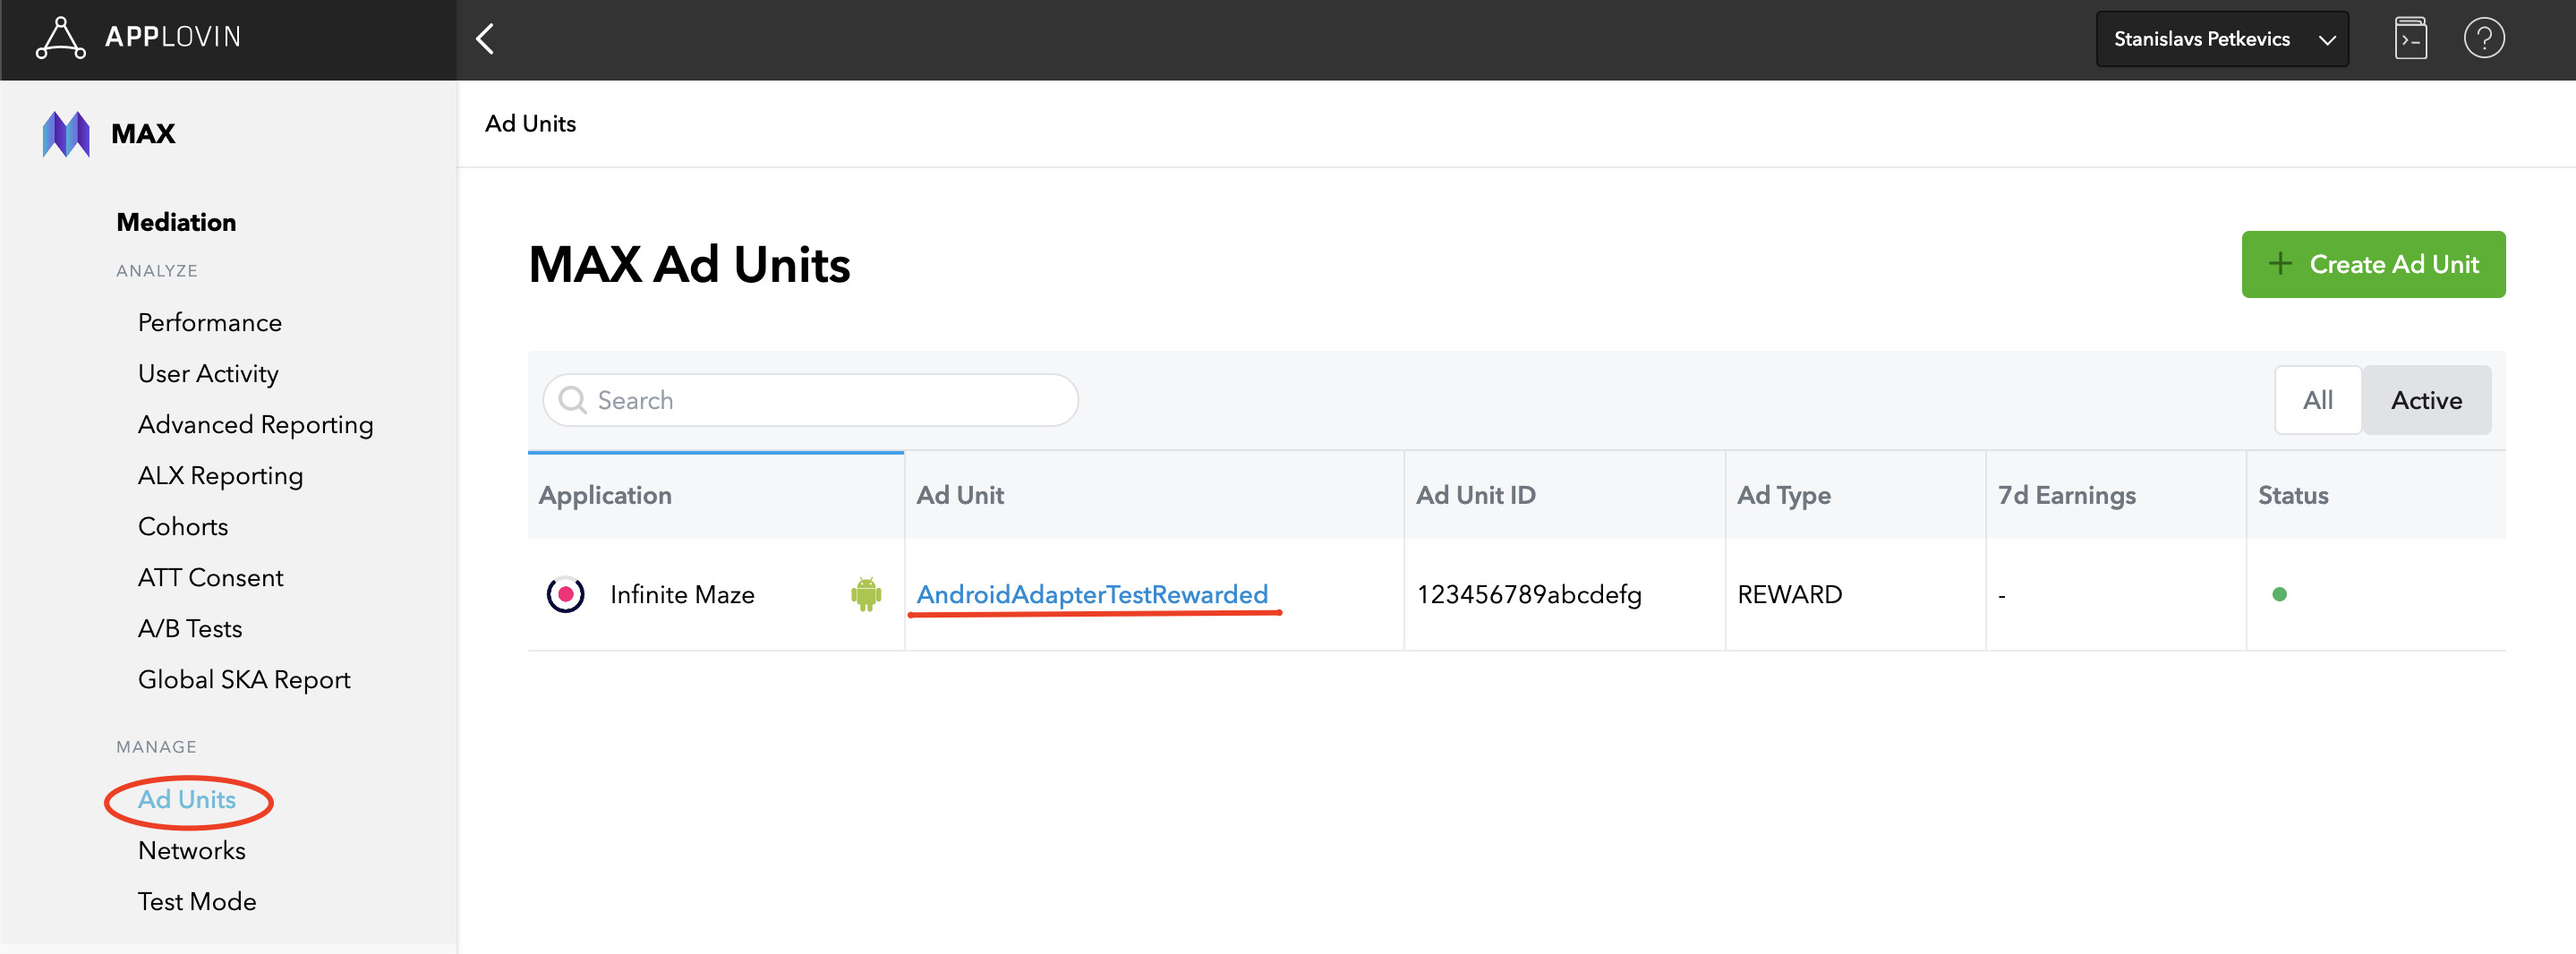 APPLOVIN
Stanislavs Petkevics
MAX
Mediation
ANALYZE
Performance
User Activity
Advanced Reporting
ALX Reporting
Cohorts
ATT Consent
A/B Tests
Global SKA Report
MANAGE
Ad Units
Networks
Test Mode
Ad Units
MAX Ad Units
+ Create Ad Unit
Search
All Active
Application Ad Unit Ad Unit ID Ad Type 7d Earnings Status
Infinite Maze AndroidAdapterTestRewarded 123456789abcdefg REWARD -